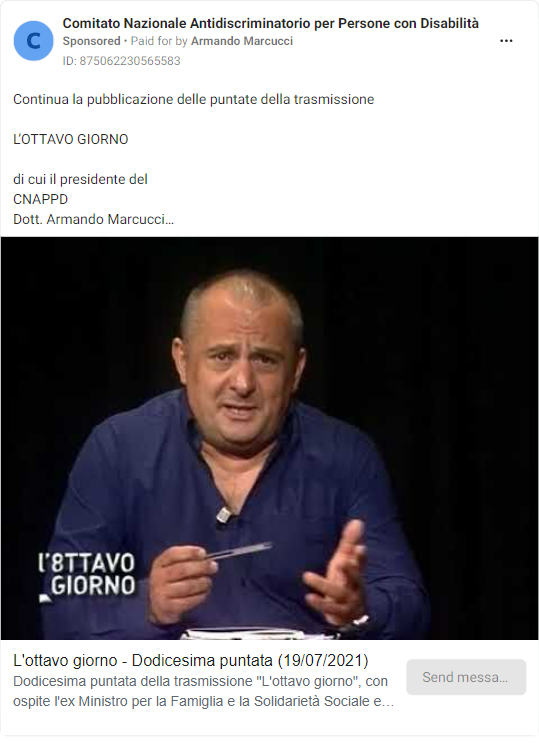 Comitato Nazionale Antidiscriminatorio per Persone con Disabilità
Sponsored • Paid for by Armando Marcucci
ID: 875062230565583
Continua la pubblicazione delle puntate della trasmissione
L'OTTAVO GIORNO
di cui il presidente del
CNAPPD
Dott. Armando Marcucci...
l'8TTAVO
GIORNO
L'ottavo giorno - Dodicesima puntata (19/07/2021)
Dodicesima puntata della trasmissione "L'ottavo giorno", con
ospite l'ex Ministro per la Famiglia e la Solidarietà Sociale e...
Send messa...
C